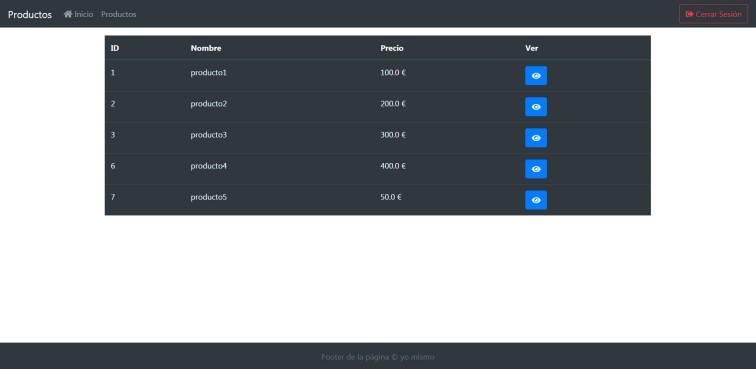 Productos Inicio Productos Cerrar Sesión
ID Nombre Precio Ver
1 producto1 100.0 €
2 producto2 200.0 €
3 producto3 300.0 €
6 producto4 400.0 €
7 producto5 50.0 €
Footer de la página © yo mismo